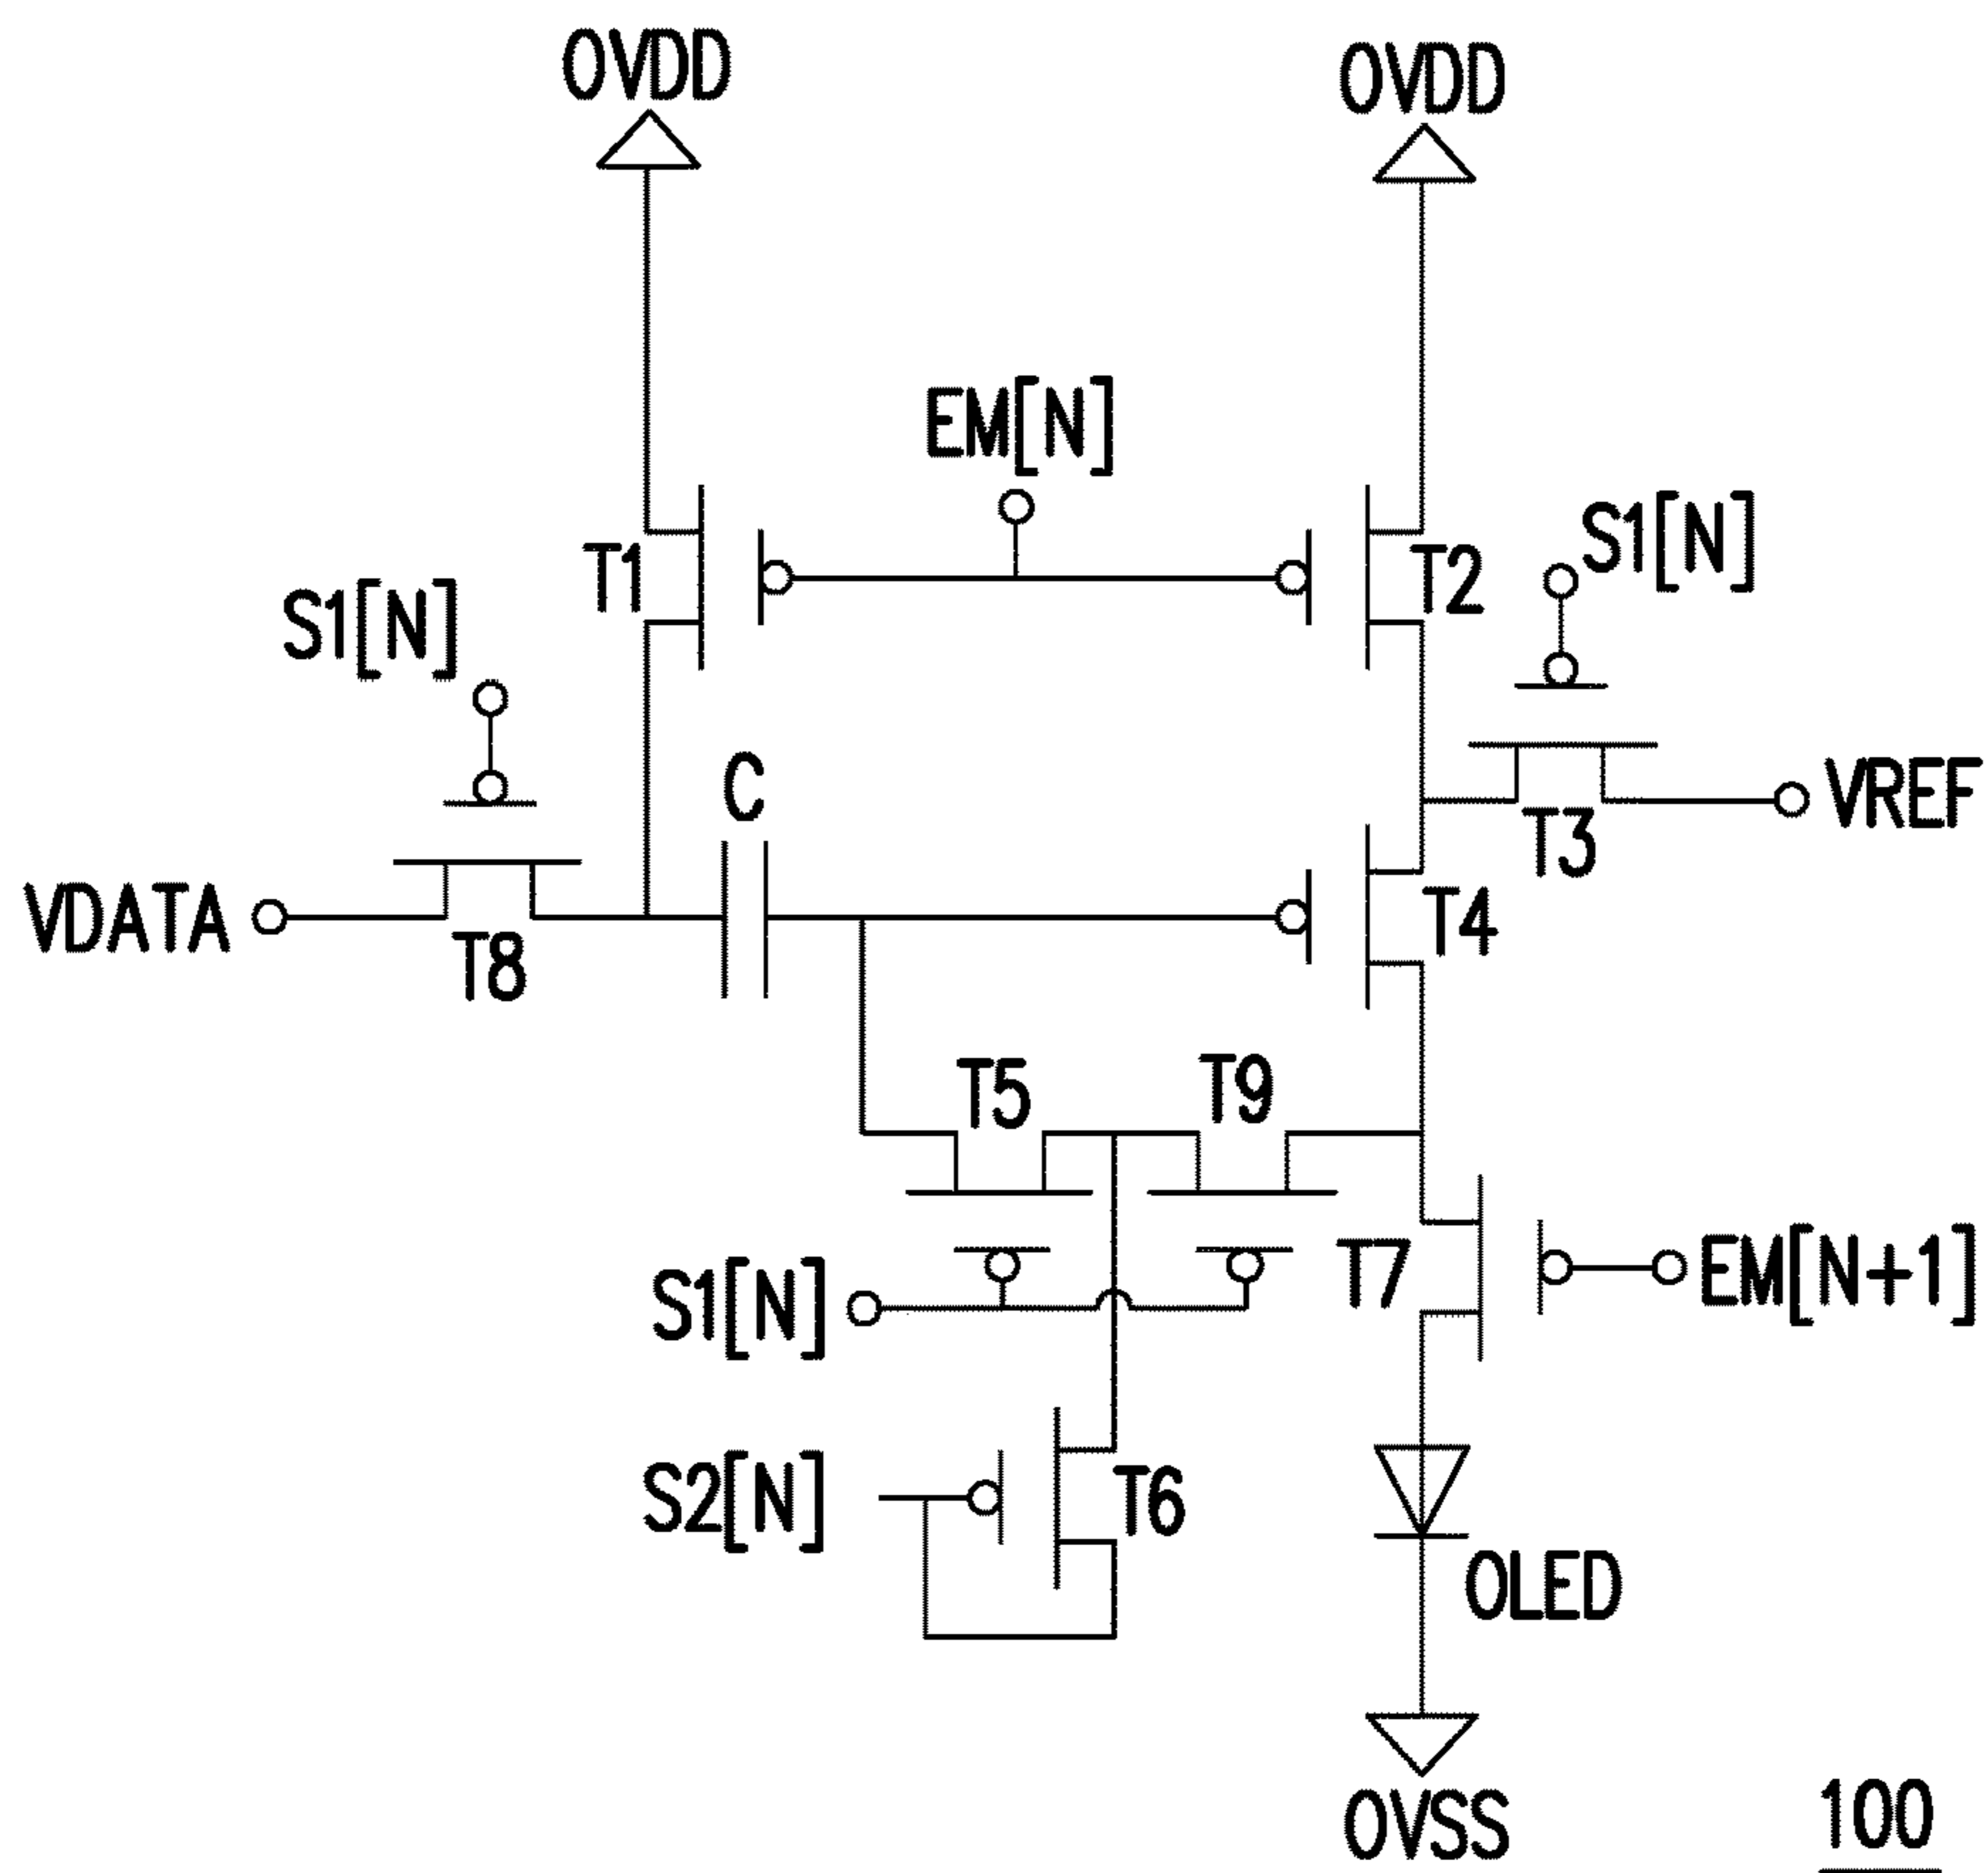 OVDD
OVDD
EM[N]
S1[N]
T1
T2
S1[N]
C
VREF
T3
VDATA
T4
T8
T5
T9
T7
EM[N+1]
S1[N]
S2[N]
T6
OLED
OVSS
100